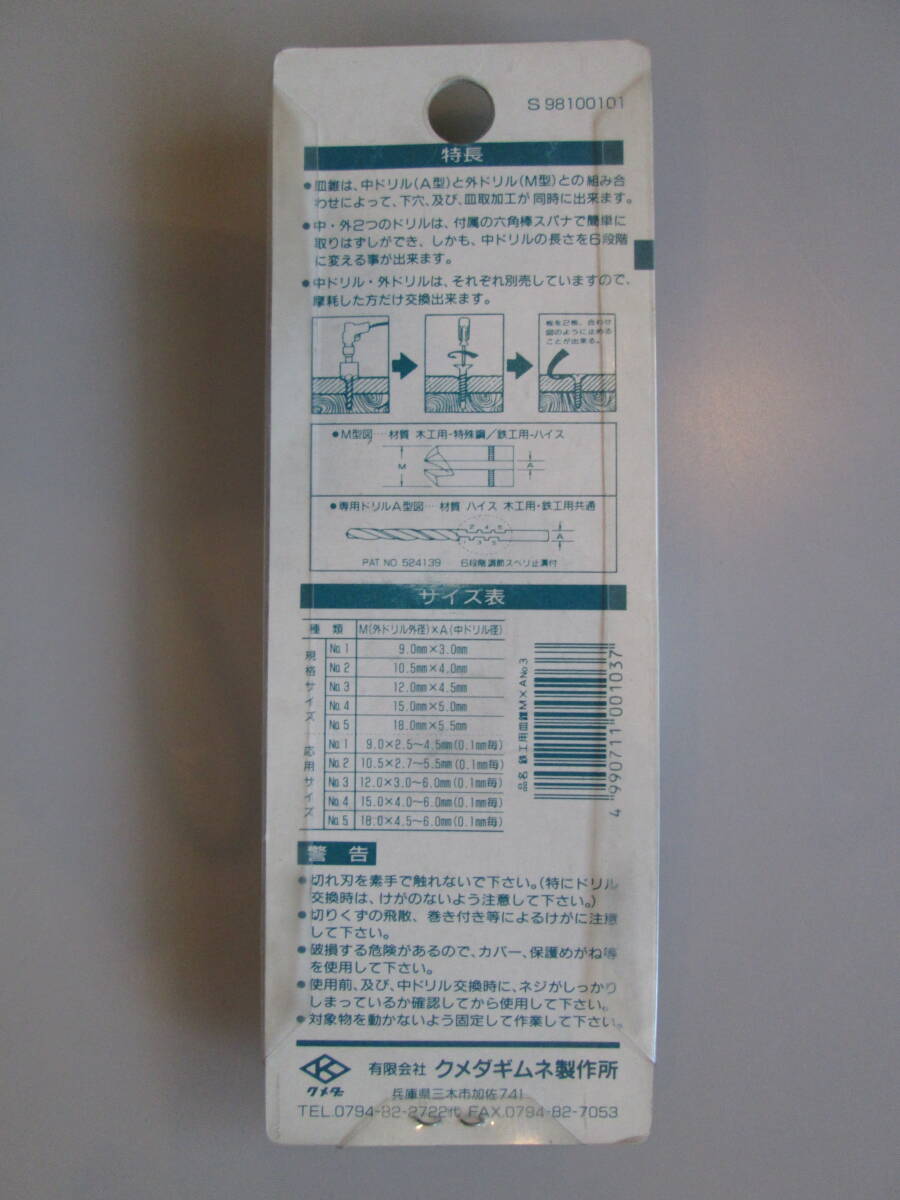 S 98100101
特長
●皿錐は、中ドリル(A型)と外ドリル(M型)との組み合
わせによって、下穴、及び、皿取加工が同時に出来ます。
●中・外2つのドリルは、付属の六角棒スパナで簡単に
取りはずしができ、しかも、中ドリルの長さを6段階
に変える事が出来ます。
●中ドリル・外ドリルは、それぞれ別売していますので、
摩耗した方だけ交換出来ます。
板を2枚、合わせ
図のように止める
ことが出来る。
●M型図…材質 木工用-特殊鋼/鉄工用-ハイス
M
A
●専用ドリルA型図…材質 ハイス 木工用・鉄工用共通
2 4 6
1 3 5
A
PAT NO 524139 6段階調節スベリ止溝付
サイズ表
種類 M(外ドリル外径)×A(中ドリル径)
規格サイズ
No.1 9.0mm×3.0mm
No.2 10.5mm×4.0mm
No.3 12.0mm×4.5mm
No.4 15.0mm×5.0mm
No.5 18.0mm×5.5mm
応用サイズ
No.1 9.0×2.5~4.5mm(0.1mm毎)
No.2 10.5×2.7~5.5mm(0.1mm毎)
No.3 12.0×3.0~6.0mm(0.1mm毎)
No.4 15.0×4.0~6.0mm(0.1mm毎)
No.5 18.0×4.5~6.0mm(0.1mm毎)
品名 鉄工用皿錐M×A No.3
4 990711 001037
警告
●切れ刃を素手で触れないで下さい。(特にドリル
交換時は、けがのないよう注意して下さい。)
●切りくずの飛散、巻き付き等によるけがに注意
して下さい。
●破損する危険があるので、カバー、保護めがね等
を使用して下さい。
●使用前、及び、中ドリル交換時に、ネジがしっかり
しまっているか確認してから使用して下さい。
●対象物を動かないよう固定して作業して下さい。
K
クメダ
有限会社 クメダギムネ製作所
兵庫県三木市加佐741
TEL.0794-82-2722代 FAX.0794-82-7053